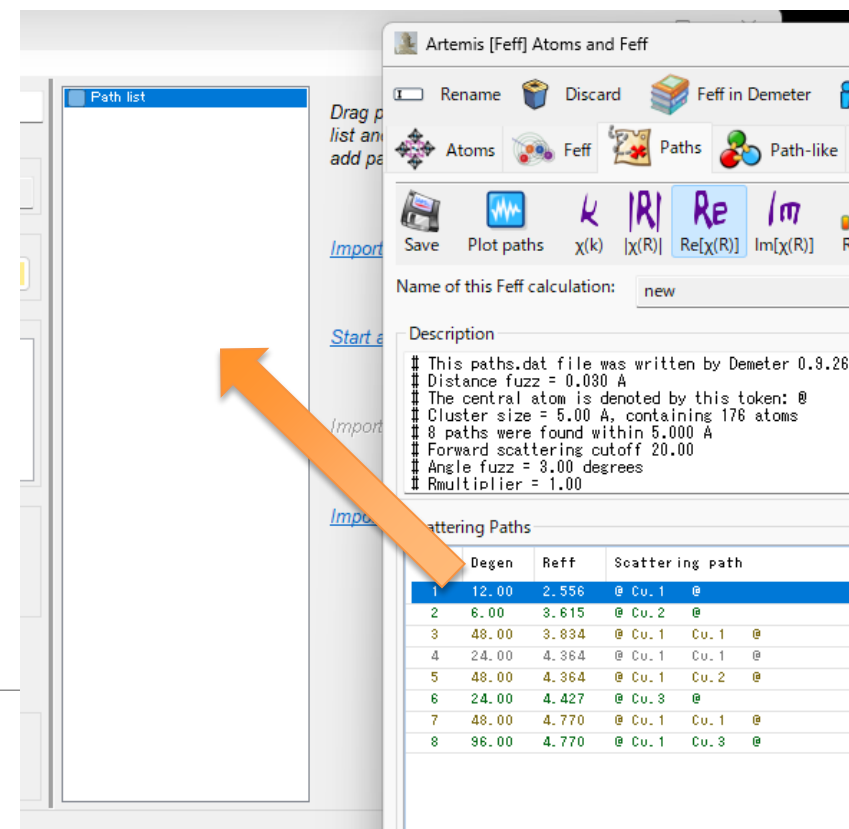 Path list
Drag p
list an
add pa
Import
Start a
Import
Impo
Artemis [Feff] Atoms and Feff
Rename Discard Feff in Demeter
Atoms Feff Paths Path-like
Save Plot paths χ(k) |χ(R)| Re[χ(R)] Im[χ(R)] R
Name of this Feff calculation: new
Description
# This paths.dat file was written by Demeter 0.9.26
# Distance fuzz = 0.030 A
# The central atom is denoted by this token: @
# Cluster size = 5.00 A, containing 176 atoms
# 8 paths were found within 5.000 A
# Forward scattering cutoff 20.00
# Angle fuzz = 3.00 degrees
# Rmultiplier = 1.00
attering Paths
Degen Reff Scattering path
1 12.00 2.556 @ Cu.1 @
2 6.00 3.615 @ Cu.2 @
3 48.00 3.834 @ Cu.1 Cu.1 @
4 24.00 4.364 @ Cu.1 Cu.1 @
5 48.00 4.364 @ Cu.1 Cu.2 @
6 24.00 4.427 @ Cu.3 @
7 48.00 4.770 @ Cu.1 Cu.1 @
8 96.00 4.770 @ Cu.1 Cu.3 @